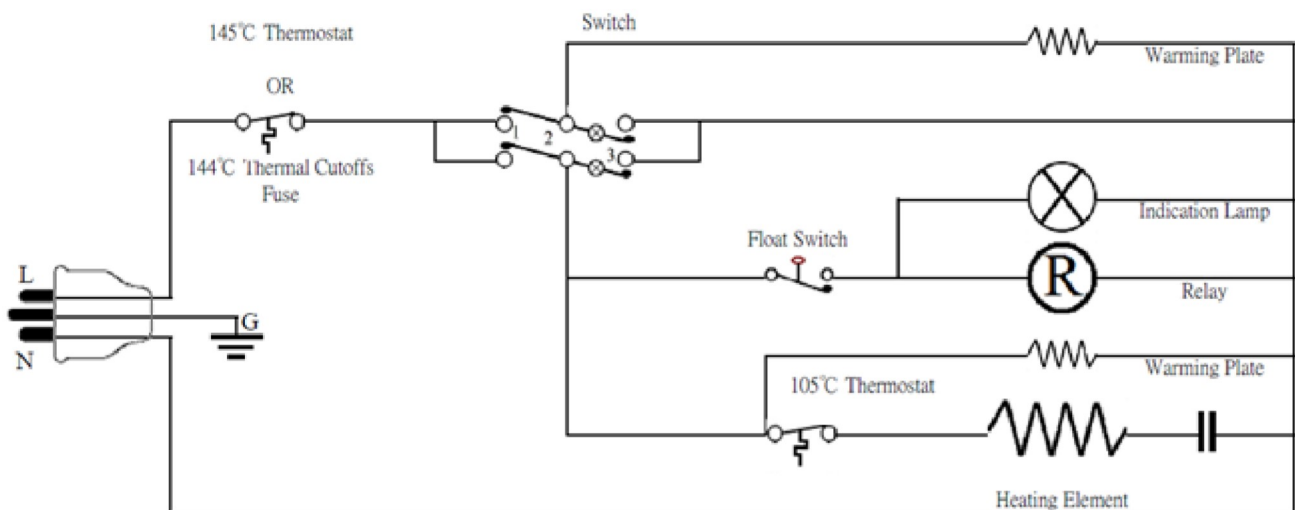 145℃ Thermostat
Switch
Warming Plate
OR
1
2
3
144℃ Thermal Cutoffs
Fuse
Indication Lamp
Float Switch
R
Relay
L
G
N
Warming Plate
105℃ Thermostat
Heating Element